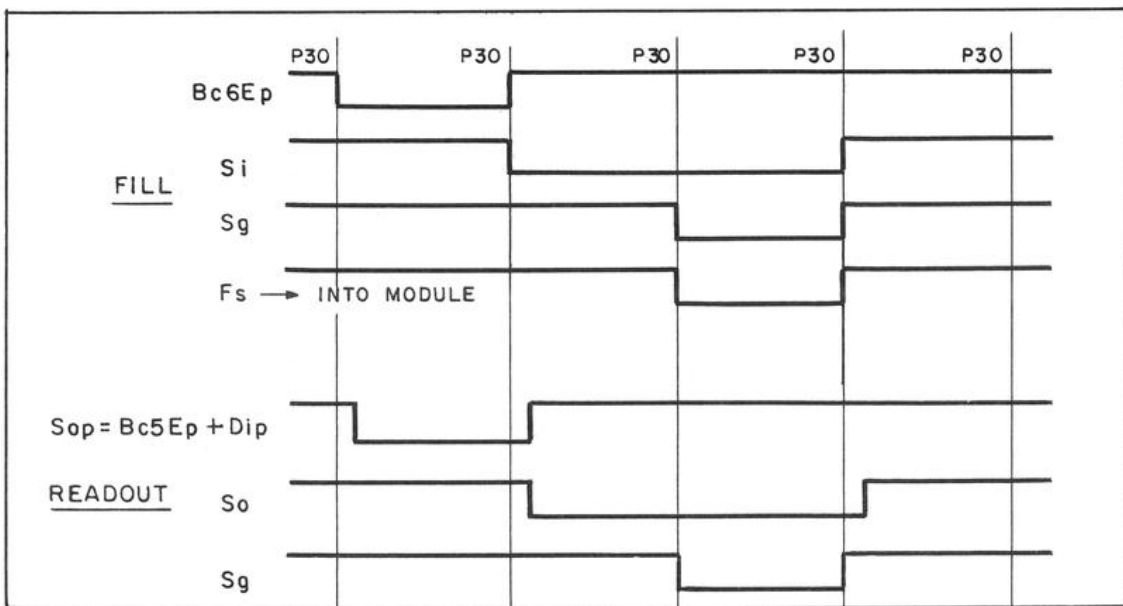 P30 P30 P30 P30 P30
Bc6Ep
Si
FILL
Sg
Fs → INTO MODULE
Sop = Bc5Ep + Dip
READOUT So
Sg